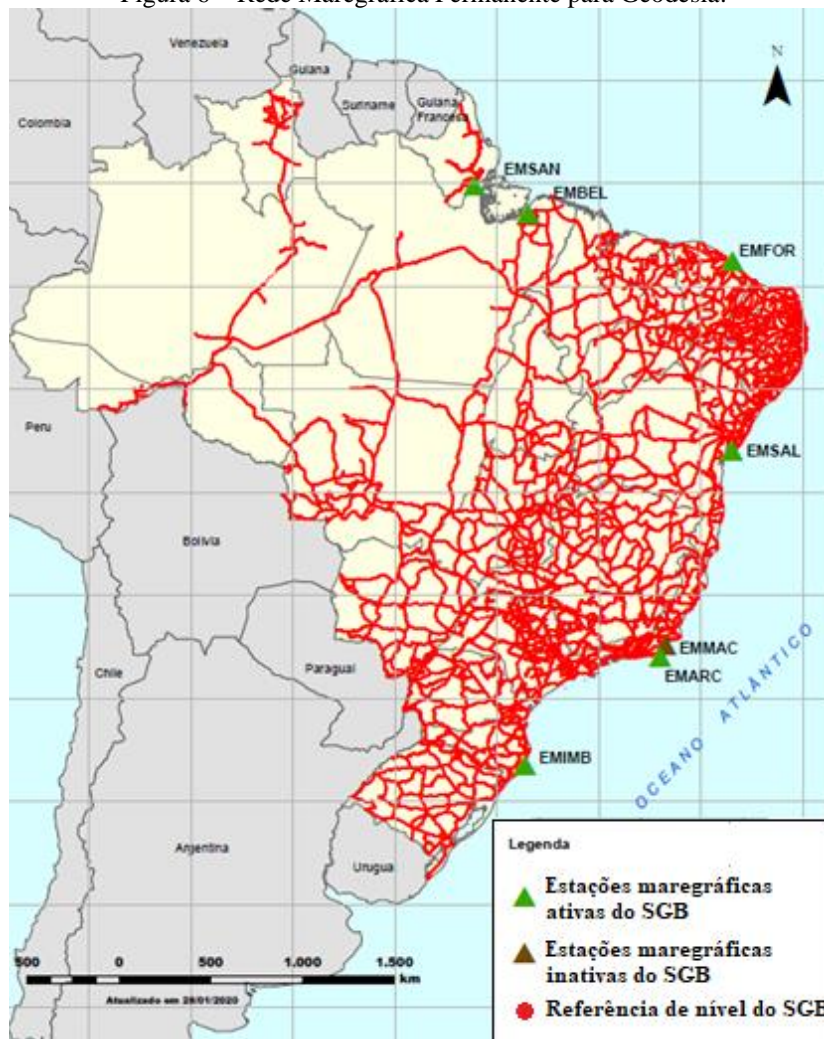 Figura 8 – Rede Maregráfica Permanente para Geodésia.
Venezuela
Guiana
Suriname
Guiana
Francesa
Colombia
N
EMSAN
EMBEL
EMFOR
Peru
EMSAL
Bolívia
EMMAC
EMARC
Paraguai
Chile
OCEANO ATLÂNTICO
EMIMB
Argentina
Urugua
Legenda
Estações maregráficas
ativas do SGB
Estações maregráficas
inativas do SGB
Referência de nível do SGB
500 0 500 1.000 1.500
km
Atualizado em 28/01/2020